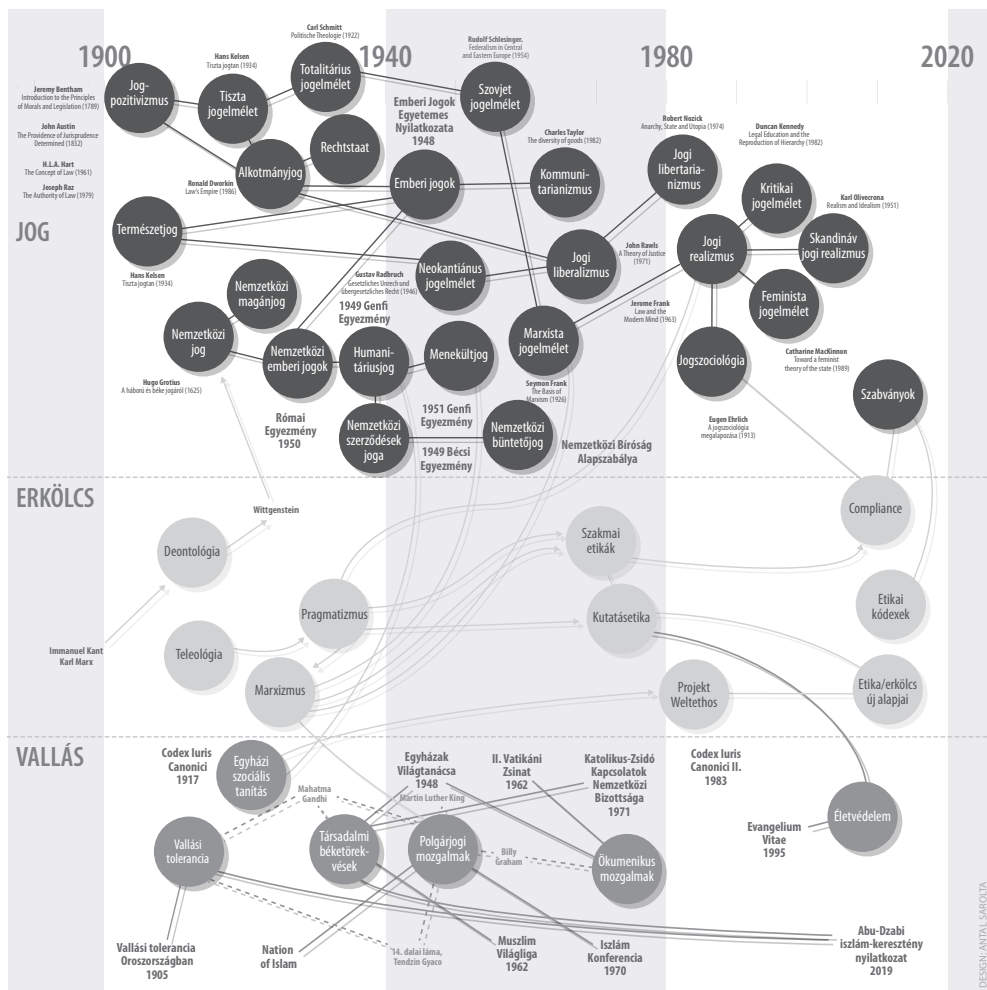 1900
1940
1980
2020
Carl Schmitt
Politische Theologie (1922)
Hans Kelsen
Tiszta jogtan (1934)
Rudolf Schlesinger.
Federalism in Central
and Eastern Europe (1954)
Jeremy Bentham
Introduction to the Principles
of Morals and Legislation (1789)
John Austin
The Providence of Jurisprudence
Determined (1832)
H.L.A. Hart
The Concept of Law (1961)
Joseph Raz
The Authority of Law (1979)
Jog-
pozitivizmus
Tiszta
jogelmélet
Totalitárius
jogelmélet
Szovjet
jogelmélet
Emberi Jogok
Egyetemes
Nyilatkozata
1948
Rechtstaat
Alkotmányjog
Ronald Dworkin
Law's Empire (1986)
Emberi jogok
Charles Taylor
The diversity of goods (1982)
Kommuni-
tarianizmus
Robert Nozick
Anarchy, State and Utopia (1974)
Jogi
libertaria-
nizmus
Duncan Kennedy
Legal Education and the
Reproduction of Hierarchy (1982)
Kritikai
jogelmélet
Karl Olivecrona
Realism and Idealism (1951)
JOG
Természetjog
Hans Kelsen
Tiszta jogtan (1934)
Jogi
realizmus
Skandináv
jogi realizmus
John Rawls
A Theory of Justice
(1971)
Jogi
liberalizmus
Neokantiánus
jogelmélet
Gustav Radbruch
Gesetzliches Unrech und
übergesetzliches Recht (1946)
Nemzetközi
magánjog
1949 Genfi
Egyezmény
Feminista
jogelmélet
Jerome Frank
Law and the
Modern Mind (1963)
Nemzetközi
jog
Nemzetközi
emberi jogok
Humani-
táriusjog
Menekültjog
Marxista
jogelmélet
Jogszociológia
Catharine MacKinnon
Toward a feminist
theory of the state (1989)
Hugo Grotius
A háború és béke jogáról (1625)
Seymon Frank
The Basis of
Marxism (1926)
Szabványok
Római
Egyezmény
1950
Nemzetközi
szerződések
joga
1951 Genfi
Egyezmény
1949 Bécsi
Egyezmény
Nemzetközi
büntetőjog
Nemzetközi Bíróság
Alapszabálya
Eugen Ehrlich
A jogszociológia
megalapozása (1913)
ERKÖLCS
Wittgenstein
Compliance
Deontológia
Szakmai
etikák
Pragmatizmus
Kutatásetika
Etikai
kódexek
Immanuel Kant
Karl Marx
Teleológia
Marxizmus
Projekt
Weltethos
Etika/erkölcs
új alapjai
VALLÁS
Codex Iuris
Canonici
1917
Egyházi
szociális
tanítás
Egyházak
Világtanácsa
1948
Martin Luther King
II. Vatikáni
Zsinat
1962
Katolikus-Zsidó
Kapcsolatok
Nemzetközi
Bizottsága
1971
Codex Iuris
Canonici II.
1983
Mahatma
Gandhi
Vallási
tolerancia
Társadalmi
béketörek-
vések
Polgárjogi
mozgalmak
Billy
Graham
Ökumenikus
mozgalmak
Evangelium
Vitae
1995
Életvédelem
Vallási tolerancia
Oroszországban
1905
Nation
of Islam
14. dalai láma,
Tendzin Gyaco
Muszlim
Világliga
1962
Iszlám
Konferencia
1970
Abu-Dzabi
iszlám-keresztény
nyilatkozat
2019
DESIGN: ANTAL SAROLTA